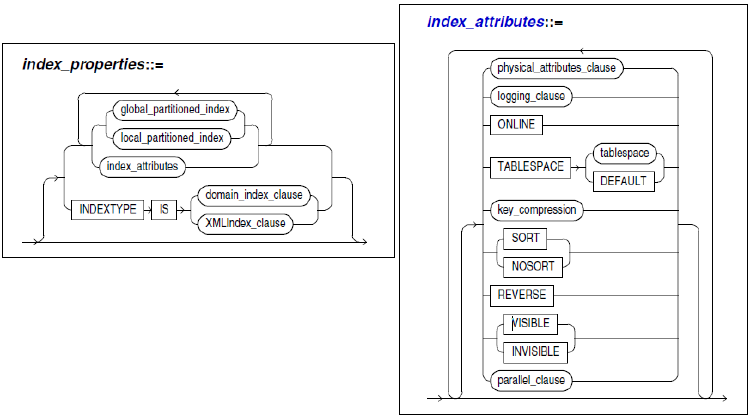 index_properties::=
global_partitioned_index
local_partitioned_index
index_attributes
INDEXTYPE IS
domain_index_clause
XMLIndex_clause
index_attributes::=
physical_attributes_clause
logging_clause
ONLINE
TABLESPACE
tablespace
DEFAULT
key_compression
SORT
NOSORT
REVERSE
VISIBLE
INVISIBLE
parallel_clause